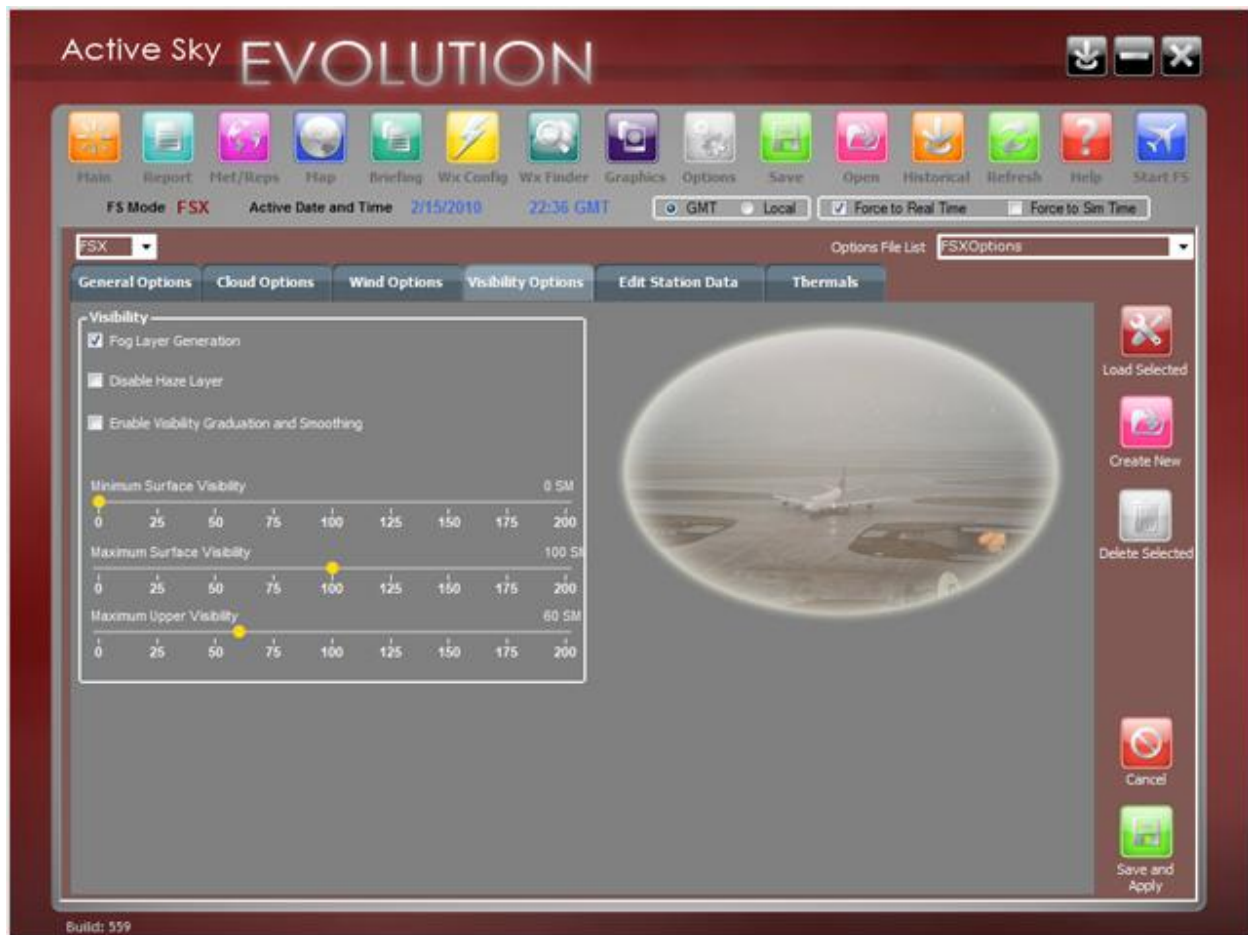 Active Sky EVOLUTION
Main Report Met/Reps Map Briefing Wx Config Wx Finder Graphics Options Save Open Historical Refresh Help Start FS
FS Mode FSX Active Date and Time 2/15/2010 22:36 GMT GMT Local Force to Real Time Force to Sim Time
FSX Options File List FSXOptions
General Options Cloud Options Wind Options Visibility Options Edit Station Data Thermals
Visibility
Fog Layer Generation
Disable Haze Layer
Enable Visibility Graduation and Smoothing
Minimum Surface Visibility 0 SM
0 25 50 75 100 125 150 175 200
Maximum Surface Visibility 100 S
0 25 50 75 100 125 150 175 200
Maximum Upper Visibility 60 SM
0 25 50 75 100 125 150 175 200
Load Selected
Create New
Delete Selected
Cancel
Save and
Apply
Build: 559